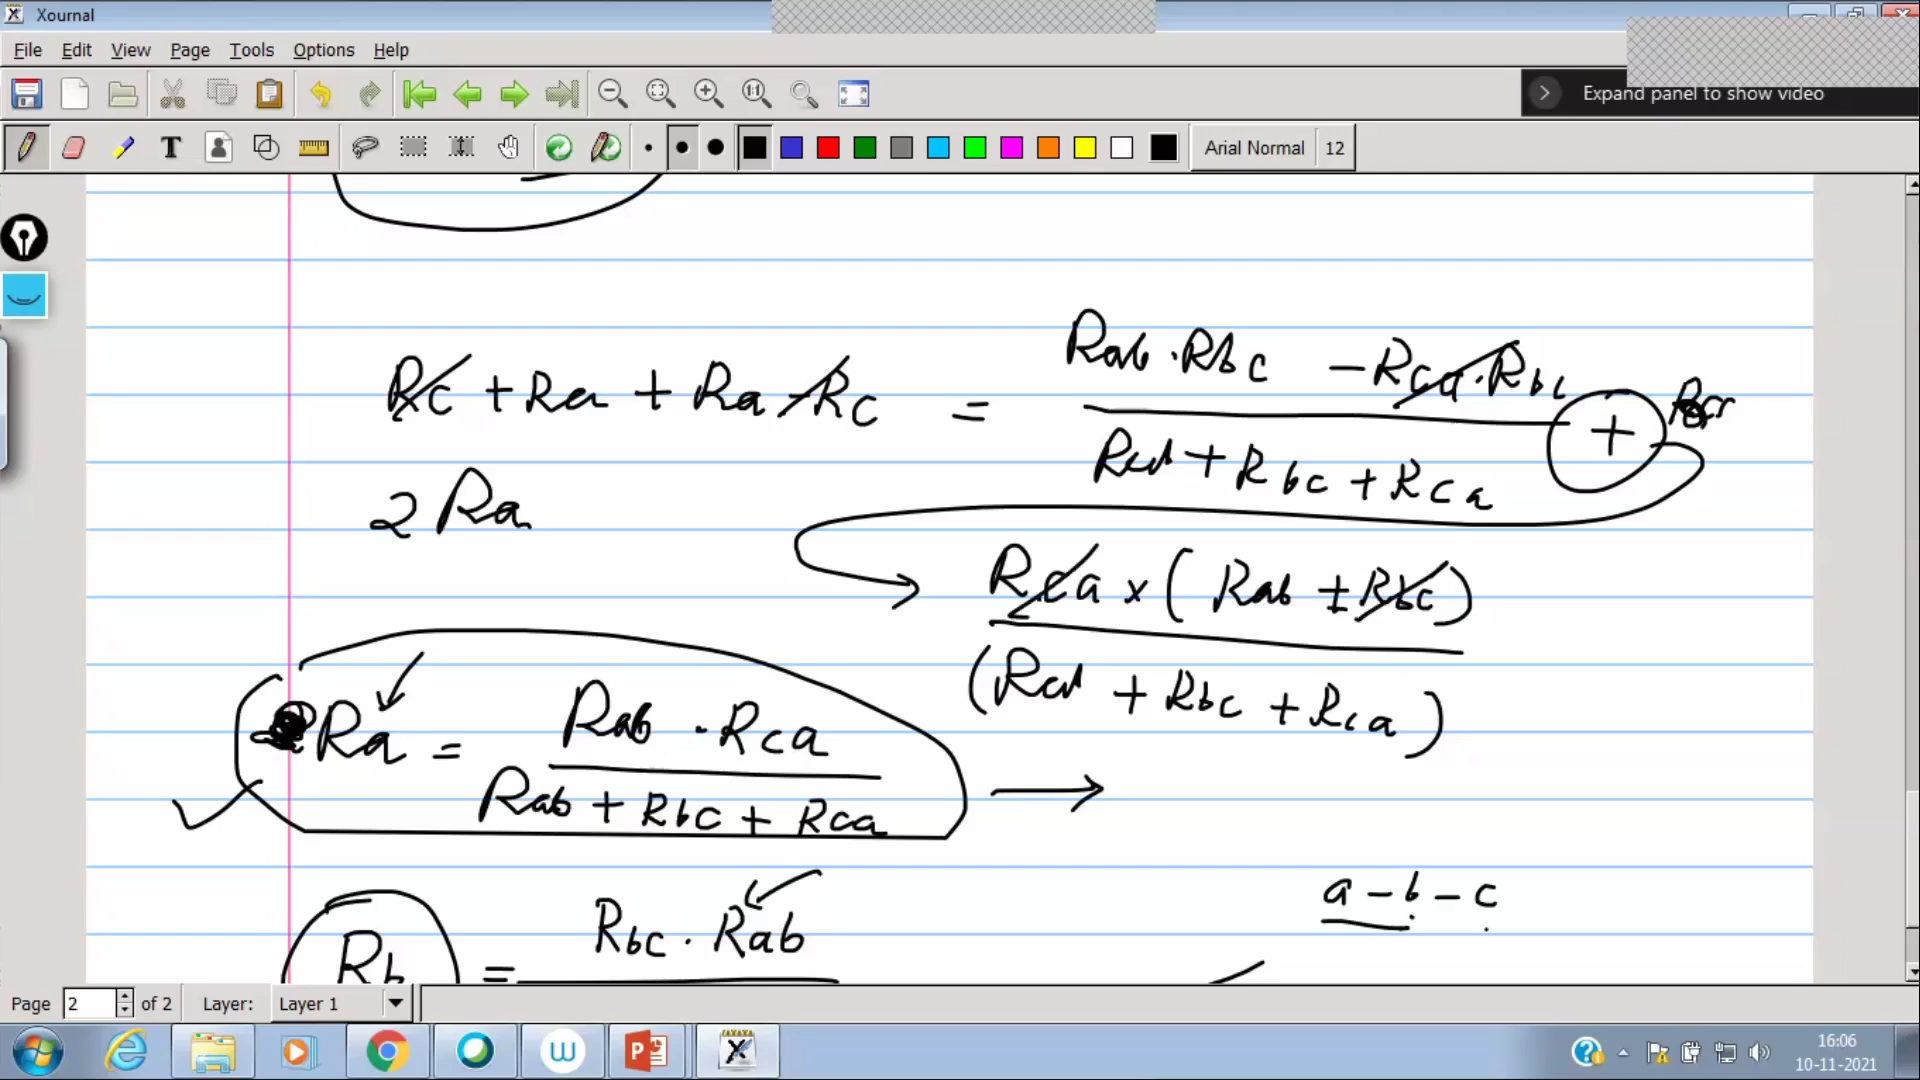 Xournal
File Edit View Page Tools Options Help
Expand panel to show video
Arial Normal 12
Rc + Ra + Ra - Rc = Rab . Rbc - Rca . Rbc
+
Rab + Rbc + Rca
2 Ra
Rca x ( Rab + Rbc )
(Rab + Rbc + Rca )
Ra = Rab . Rca
Rab + Rbc + Rca
a - b - c
Rb = Rbc . Rab
Page 2 of 2 Layer: Layer 1
16:06
10-11-2021